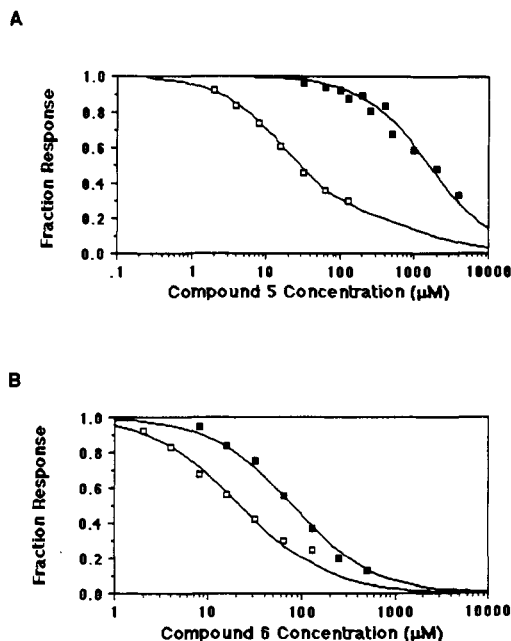 A
Fraction Response
1.0
0.8
0.6
0.4
0.2
0.0
.1 1 10 100 1000 10000
Compound 5 Concentration (µM)
B
Fraction Response
1.0
0.8
0.6
0.4
0.2
0.0
1 10 100 1000 10000
Compound 6 Concentration (µM)